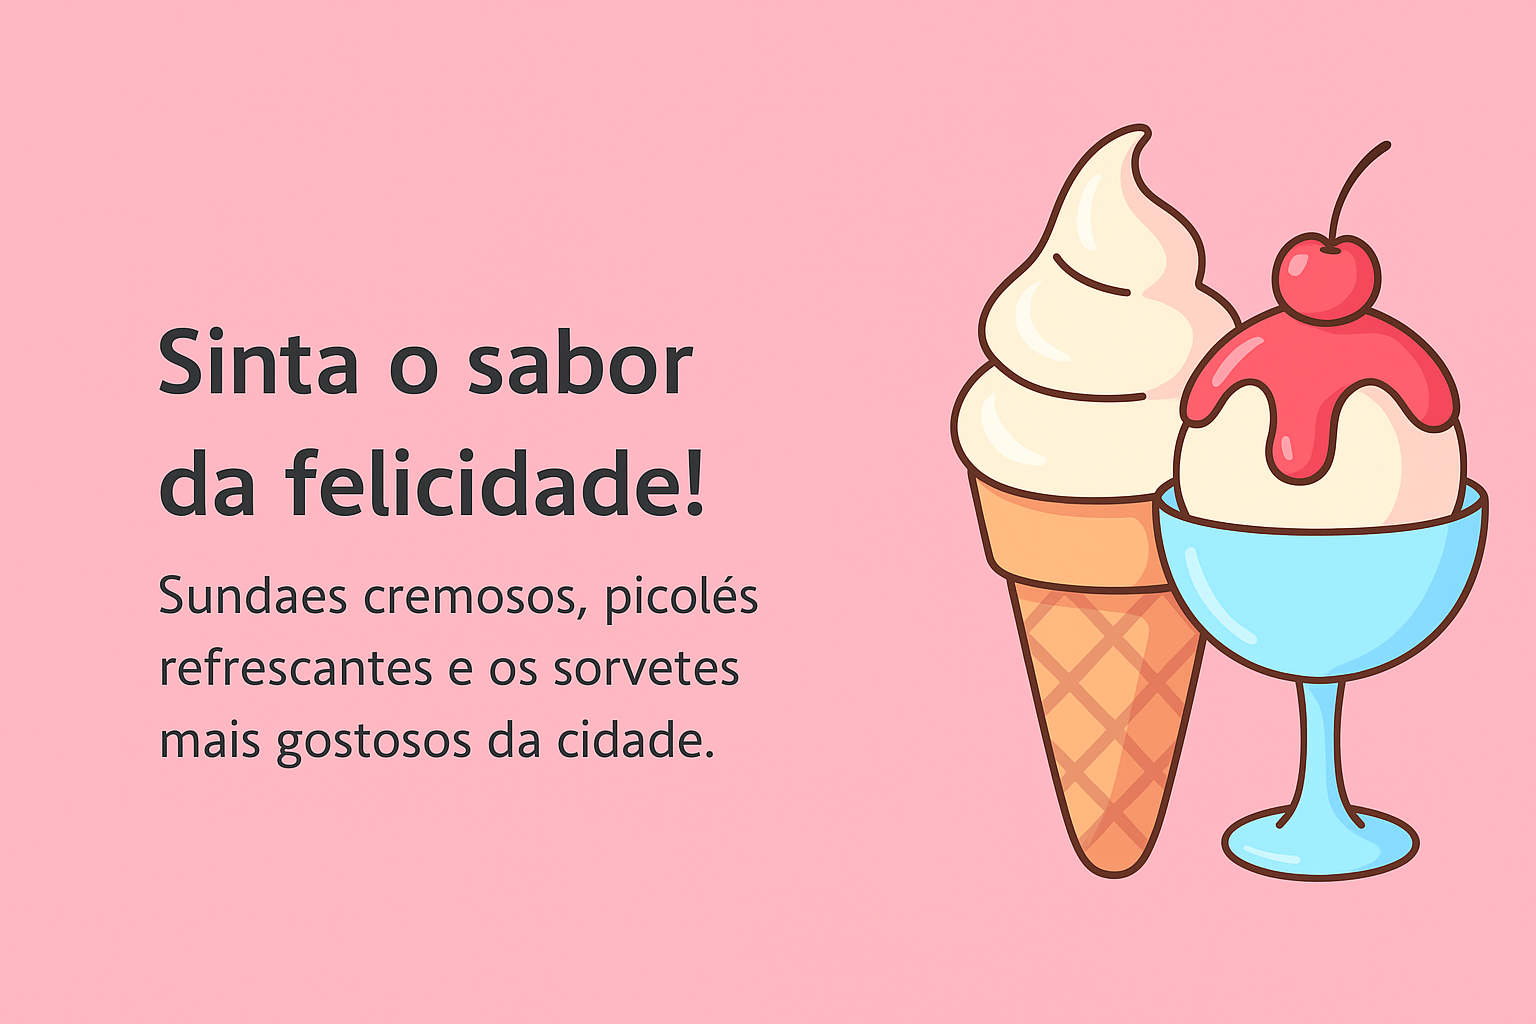 Sinta o sabor
da felicidade!
Sundaes cremosos, picolés
refrescantes e os sorvetes
mais gostosos da cidade.